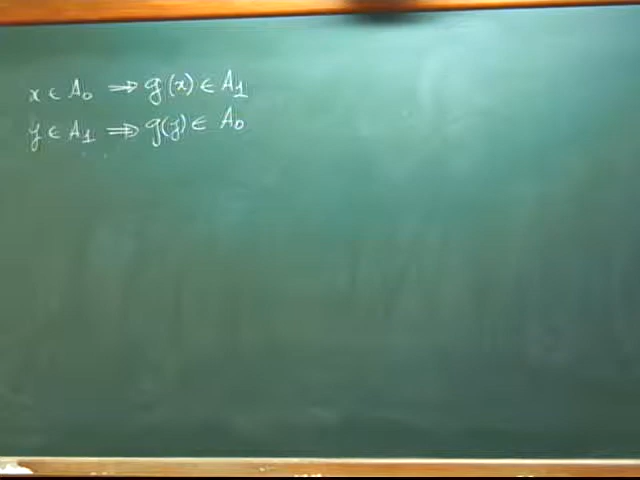 x ∈ A₀ ⇒ g(x) ∈ A₁
y ∈ A₁ ⇒ g(y) ∈ A₀